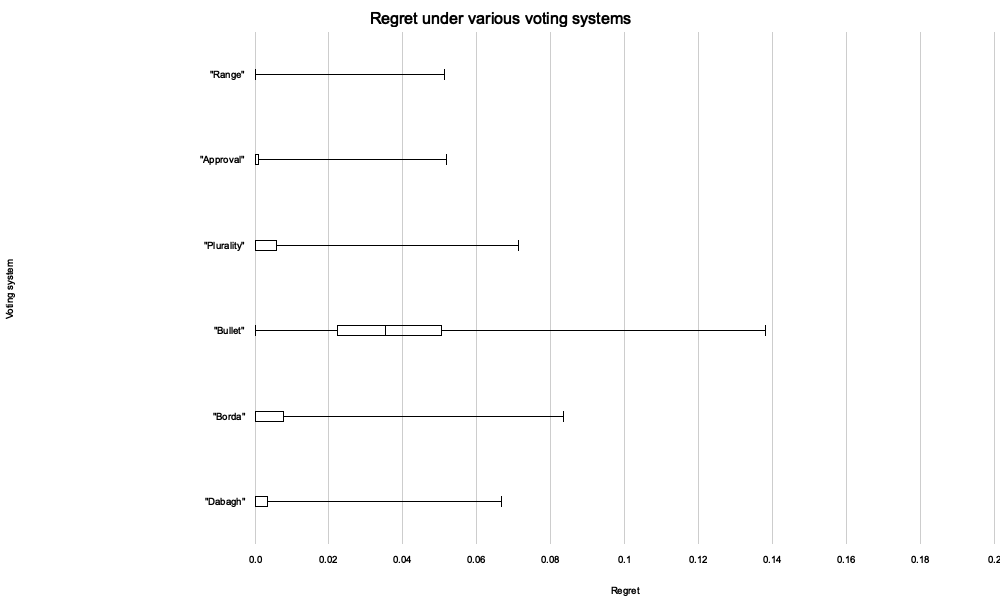 Regret under various voting systems
Voting system
"Range"
"Approval"
"Plurality"
"Bullet"
"Borda"
"Dabagh"
0.0 0.02 0.04 0.06 0.08 0.1 0.12 0.14 0.16 0.18 0.2
Regret